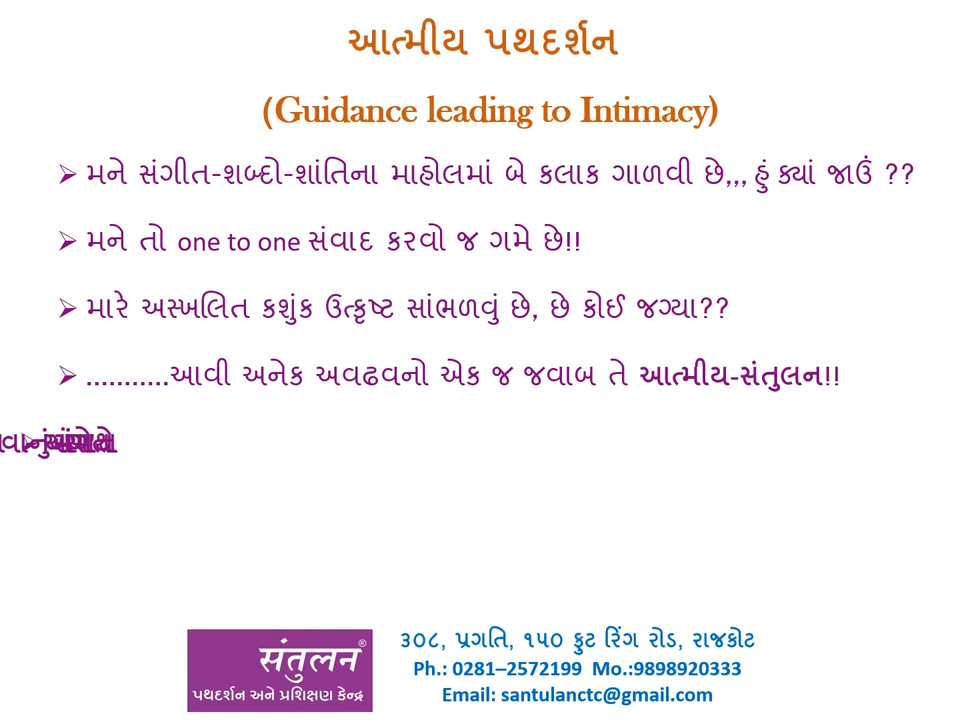 આત્મીય પથદર્શન
(Guidance leading to Intimacy)
➢ મને સંગીત-શબ્દો-શાંતિના માહોલમાં બે કલાક ગાળવી છે,,, હું ક્યાં જાઉં ??
➢ મને તો one to one સંવાદ કરવો જ ગમે છે!!
➢ મારે અસ્ખલિત કશુંક ઉત્કૃષ્ટ સાંભળવું છે, છે કોઈ જગ્યા??
➢ ...........આવી અનેક અવઢવનો એક જ જવાબ તે આત્મીય-સંતુલન!!
સંતુલન®
પથદર્શન અને પ્રશિક્ષણ કેન્દ્ર
૩૦૮, પ્રગતિ, ૧૫૦ ફુટ રિંગ રોડ, રાજકોટ
Ph.: 0281–2572199 Mo.:9898920333
Email: santulanctc@gmail.com